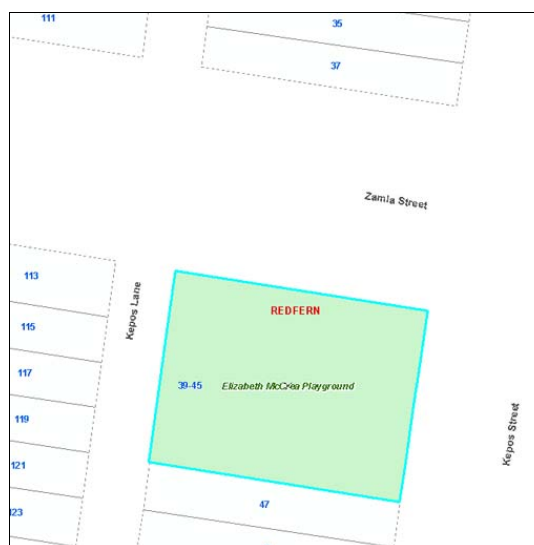 111
35
37
Zamia Street
113
Kepos Lane
REDFERN
115
117
39-45 Elizabeth McCrea Playground
119
Kepos Street
121
47
123